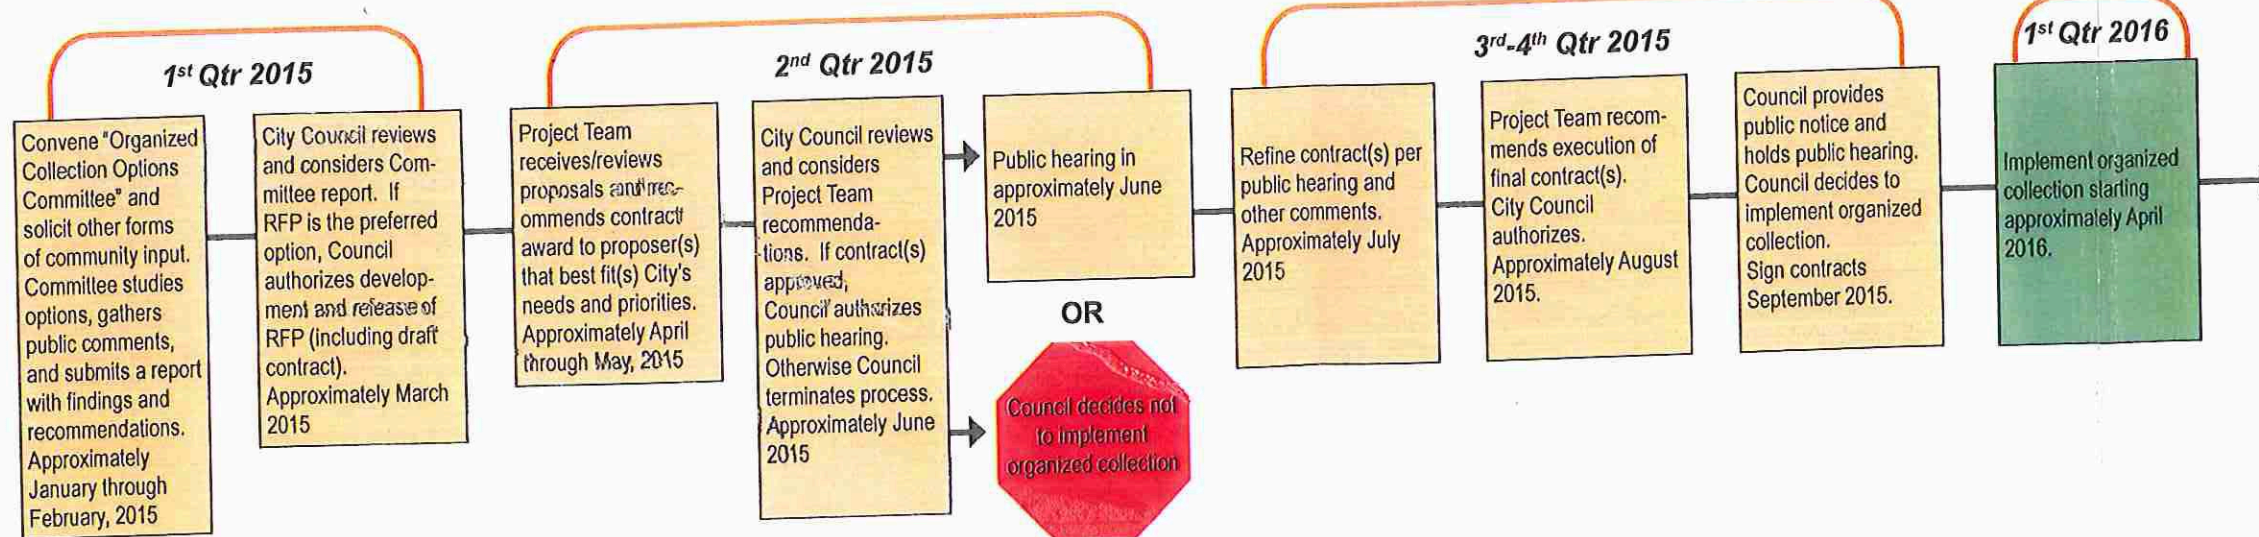 1st Qtr 2015
Convene "Organized
Collection Options
Committee" and
solicit other forms
of community input.
Committee studies
options, gathers
public comments,
and submits a report
with findings and
recommendations.
Approximately
January through
February, 2015
City Council reviews
and considers Com-
mittee report. If
RFP is the preferred
option, Council
authorizes develop-
ment and release of
RFP (including draft
contract).
Approximately March
2015
2nd Qtr 2015
Project Team
receives/reviews
proposals and rec-
ommends contract
award to proposer(s)
that best fit(s) City's
needs and priorities.
Approximately April
through May, 2015
City Council reviews
and considers
Project Team
recommenda-
tions. If contract(s)
approved,
Council authorizes
public hearing.
Otherwise Council
terminates process.
Approximately June
2015
Public hearing in
approximately June
2015
OR
Council decides not
to implement
organized collection
3rd-4th Qtr 2015
Refine contract(s) per
public hearing and
other comments.
Approximately July
2015
Project Team recom-
mends execution of
final contract(s).
City Council
authorizes.
Approximately August
2015.
Council provides
public notice and
holds public hearing.
Council decides to
implement organized
collection.
Sign contracts
September 2015.
1st Qtr 2016
Implement organized
collection starting
approximately April
2016.